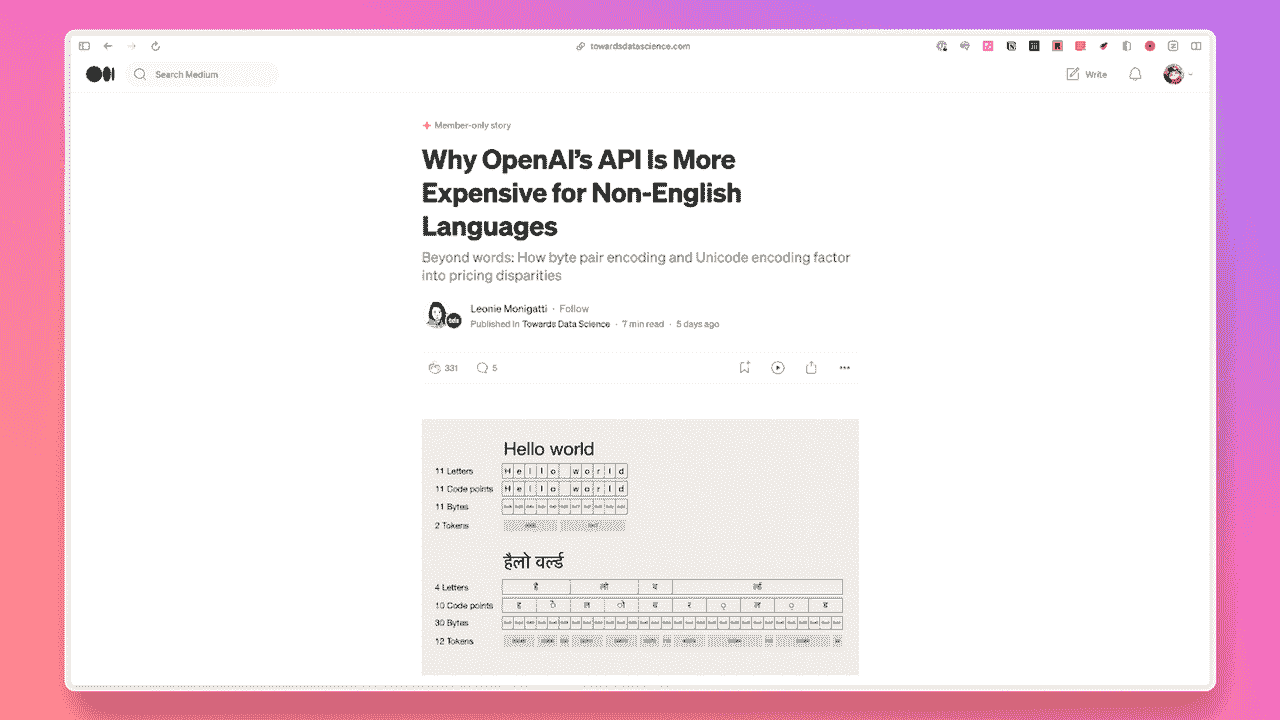 towardsdatascience.com
Search Medium
Write
Member-only story
Why OpenAI's API Is More
Expensive for Non-English
Languages
Beyond words: How byte pair encoding and Unicode encoding factor
into pricing disparities
Leonie Monigatti · Follow
Published in Towards Data Science · 7 min read · 5 days ago
331 5
Hello world
11 Letters H e l l o w o r l d
11 Code points H e l l o w o r l d
11 Bytes
2 Tokens
हैलो वर्ल्ड
4 Letters है लो व र्ल्ड
10 Code points ह ै ल ो व र ् ल ् ड
30 Bytes
12 Tokens